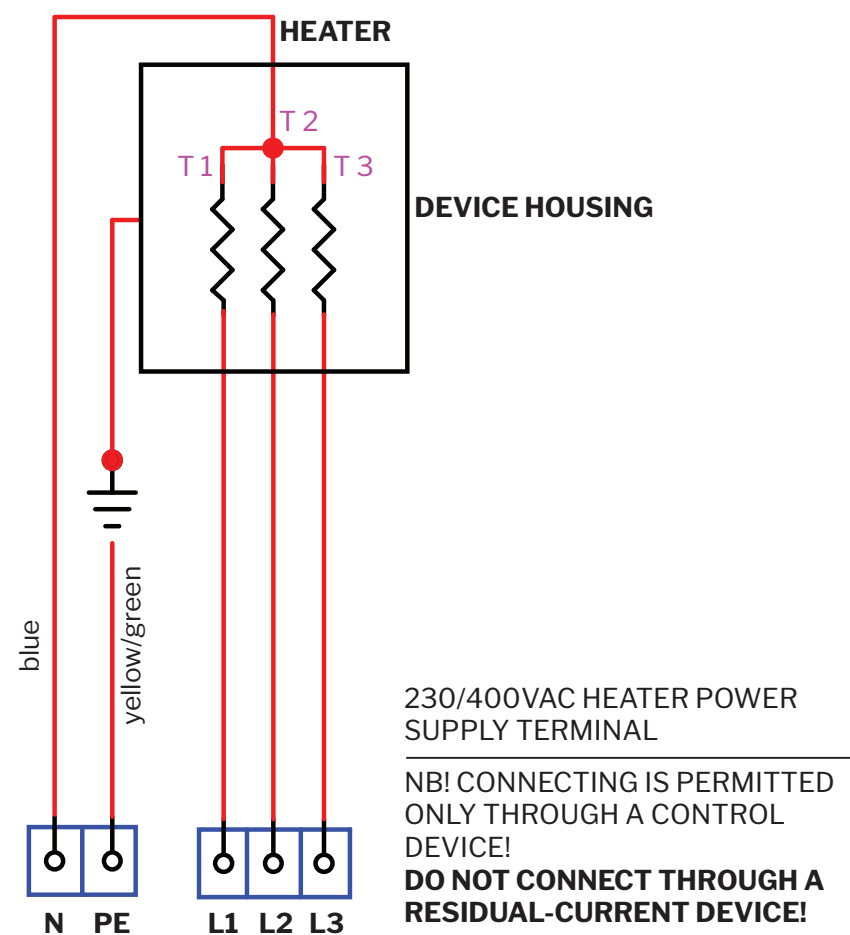 HEATER
T 2
T 1
T 3
DEVICE HOUSING
blue
yellow/green
230/400VAC HEATER POWER
SUPPLY TERMINAL
NB! CONNECTING IS PERMITTED
ONLY THROUGH A CONTROL
DEVICE!
DO NOT CONNECT THROUGH A
RESIDUAL-CURRENT DEVICE!
N PE L1 L2 L3